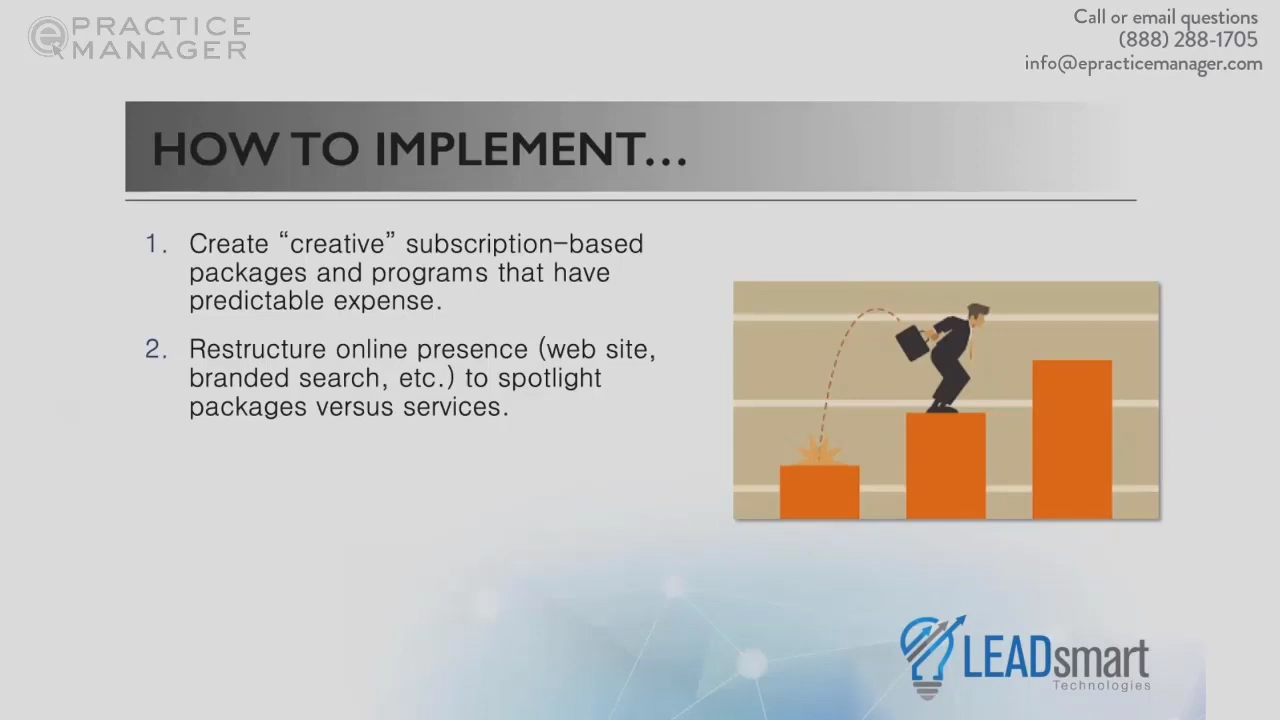 ePRACTICE
MANAGER
Call or email questions
(888) 288-1705
info@epracticemanager.com
HOW TO IMPLEMENT...
1. Create “creative” subscription-based
packages and programs that have
predictable expense.
2. Restructure online presence (web site,
branded search, etc.) to spotlight
packages versus services.
LEADsmart
Technologies